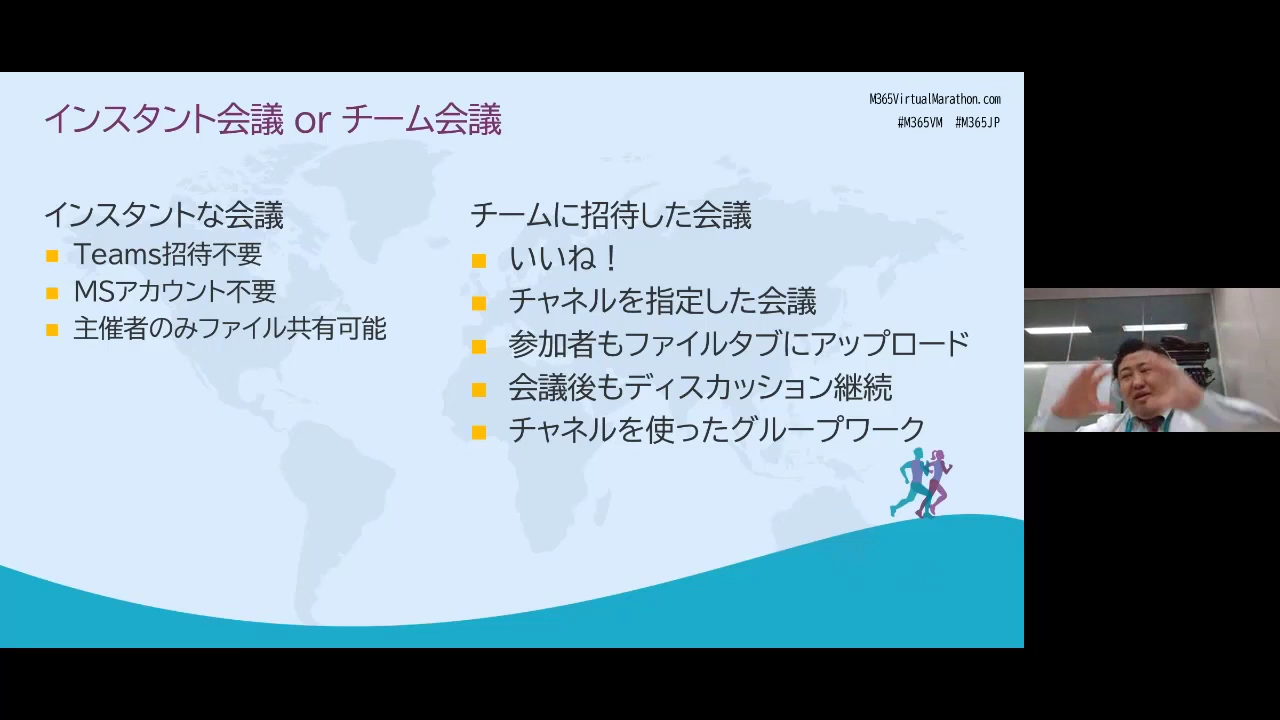 インスタント会議 or チーム会議
M365VirtualMarathon.com
#M365VM #M365JP
インスタントな会議
Teams招待不要
MSアカウント不要
主催者のみファイル共有可能
チームに招待した会議
いいね！
チャネルを指定した会議
参加者もファイルタブにアップロード
会議後もディスカッション継続
チャネルを使ったグループワーク